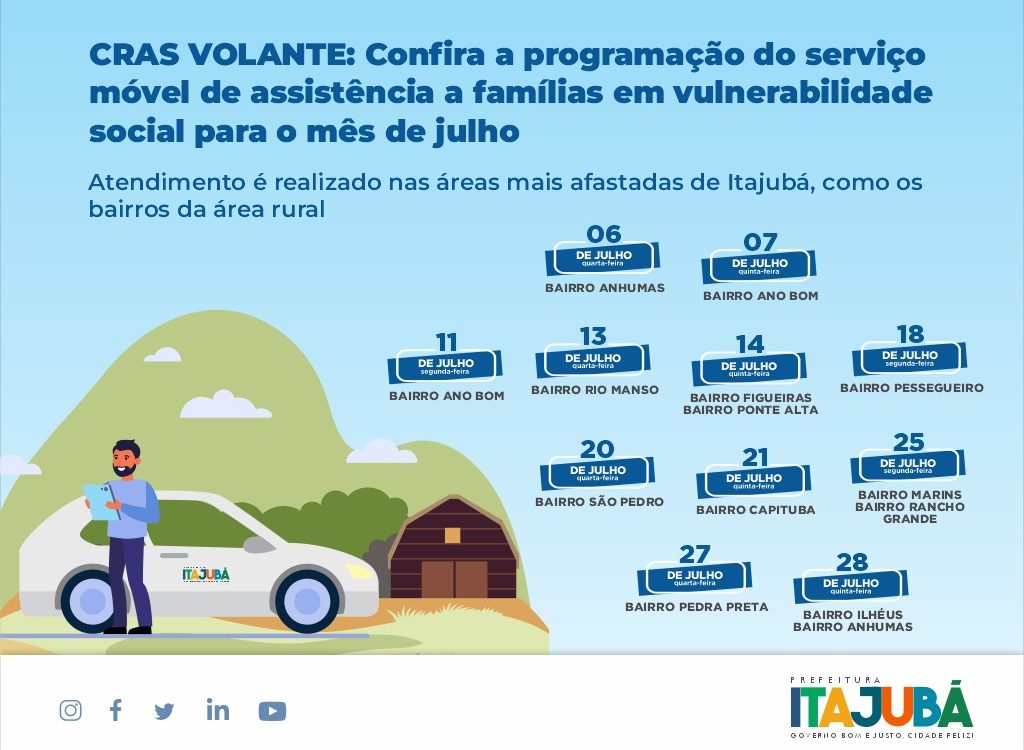 CRAS VOLANTE: Confira a programação do serviço
móvel de assistência a famílias em vulnerabilidade
social para o mês de julho
Atendimento é realizado nas áreas mais afastadas de Itajubá, como os
bairros da área rural
06
DE JULHO
quarta-feira
BAIRRO ANHUMAS
07
DE JULHO
quinta-feira
BAIRRO ANO BOM
11
DE JULHO
segunda-feira
BAIRRO ANO BOM
13
DE JULHO
quarta-feira
BAIRRO RIO MANSO
14
DE JULHO
quinta-feira
BAIRRO FIGUEIRAS
BAIRRO PONTE ALTA
18
DE JULHO
segunda-feira
BAIRRO PESSEGUEIRO
20
DE JULHO
quarta-feira
BAIRRO SÃO PEDRO
21
DE JULHO
quinta-feira
BAIRRO CAPITUBA
25
DE JULHO
segunda-feira
BAIRRO MARINS
BAIRRO RANCHO
GRANDE
27
DE JULHO
quarta-feira
BAIRRO PEDRA PRETA
28
DE JULHO
quinta-feira
BAIRRO ILHÉUS
BAIRRO ANHUMAS
ITAJUBÁ
PREFEITURA
ITAJUBÁ
GOVERNO BOM E JUSTO, CIDADE FELIZ!